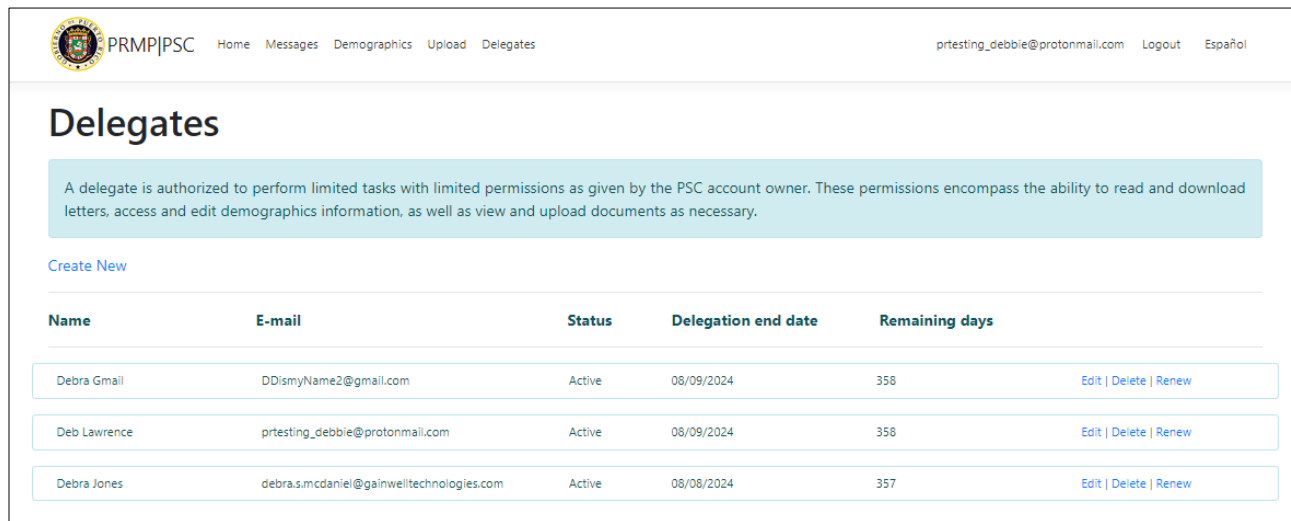 GOBIERNO DE PUERTO RICO
PRMP|PSC Home Messages Demographics Upload Delegates prtesting_debbie@protonmail.com Logout Español
Delegates
A delegate is authorized to perform limited tasks with limited permissions as given by the PSC account owner. These permissions encompass the ability to read and download
letters, access and edit demographics information, as well as view and upload documents as necessary.
Create New
Name E-mail Status Delegation end date Remaining days
Debra Gmail DDismyName2@gmail.com Active 08/09/2024 358 Edit | Delete | Renew
Deb Lawrence prtesting_debbie@protonmail.com Active 08/09/2024 358 Edit | Delete | Renew
Debra Jones debra.s.mcdaniel@gainwelltechnologies.com Active 08/08/2024 357 Edit | Delete | Renew